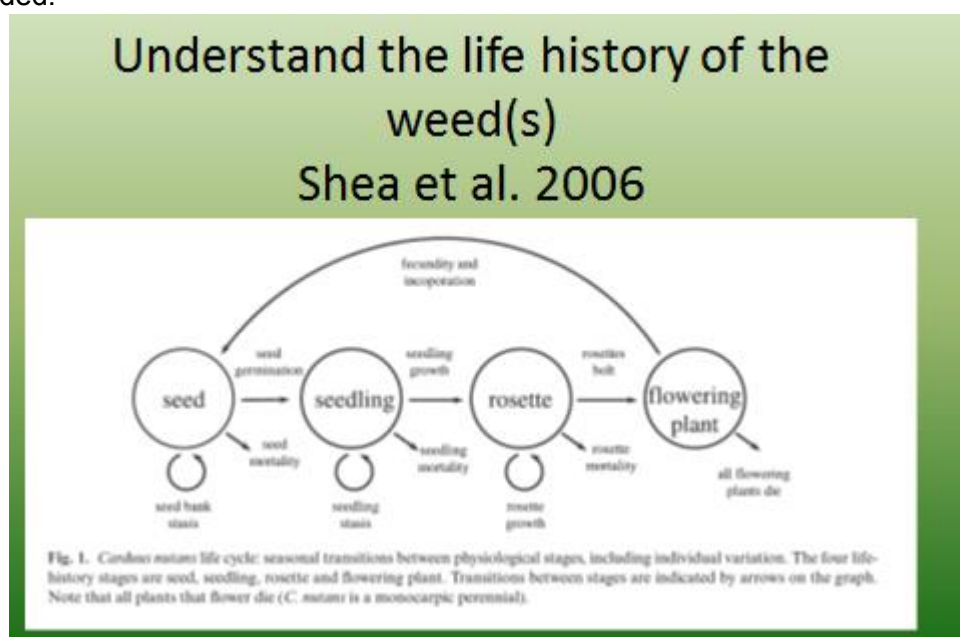 ded.
Understand the life history of the
weed(s)
Shea et al. 2006
fecundity and
incoporation
seed
germination
seedling
growth
rosettes
bolt
seed
seedling
rosette
flowering
plant
seed
mortality
seedling
mortality
rosette
mortality
all flowering
plants die
seed bank
stasis
seedling
stasis
rosette
growth
Fig. 1. Carduus nutans life cycle: seasonal transitions between physiological stages, including individual variation. The four life-
history stages are seed, seedling, rosette and flowering plant. Transitions between stages are indicated by arrows on the graph.
Note that all plants that flower die (C. nutans is a monocarpic perennial).